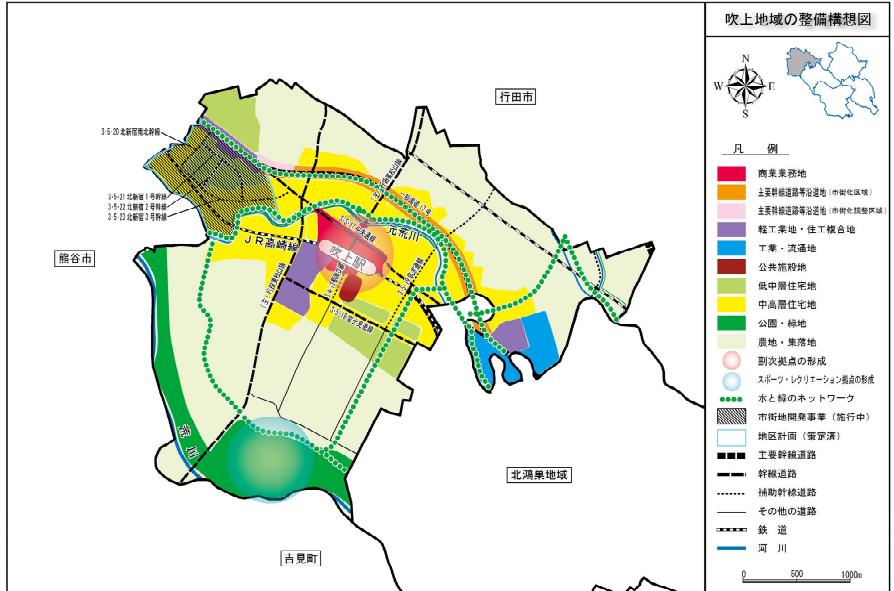 吹上地域の整備構想図
N
W
E
S
行田市
熊谷市
北鴻巣地域
吉見町
3・5・20 北新宿南北幹線
3・5・21 北新宿1号幹線
3・5・22 北新宿2号幹線
3・5・23 北新宿3号幹線
JR高崎線
吹上駅
元荒川
荒川
凡例
商業業務地
主要幹線道路等沿道地(市街化区域)
主要幹線道路等沿道地(市街化調整区域)
軽工業地・住工複合地
工業・流通地
公共施設地
低中層住宅地
中高層住宅地
公園・緑地
農地・集落地
副次拠点の形成
スポーツ・レクリエーション拠点の形成
水と緑のネットワーク
市街地開発事業(施行中)
地区計画(策定済)
主要幹線道路
幹線道路
補助幹線道路
その他の道路
鉄道
河川
0 500 1000m